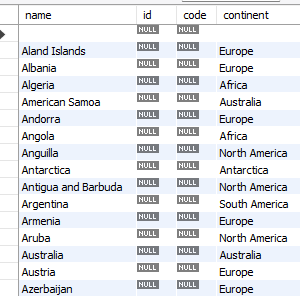 name id code continent
NULL NULL
Aland Islands NULL NULL Europe
Albania NULL NULL Europe
Algeria NULL NULL Africa
American Samoa NULL NULL Australia
Andorra NULL NULL Europe
Angola NULL NULL Africa
Anguilla NULL NULL North America
Antarctica NULL NULL Antarctica
Antigua and Barbuda NULL NULL North America
Argentina NULL NULL South America
Armenia NULL NULL Europe
Aruba NULL NULL North America
Australia NULL NULL Australia
Austria NULL NULL Europe
Azerbaijan NULL NULL Europe